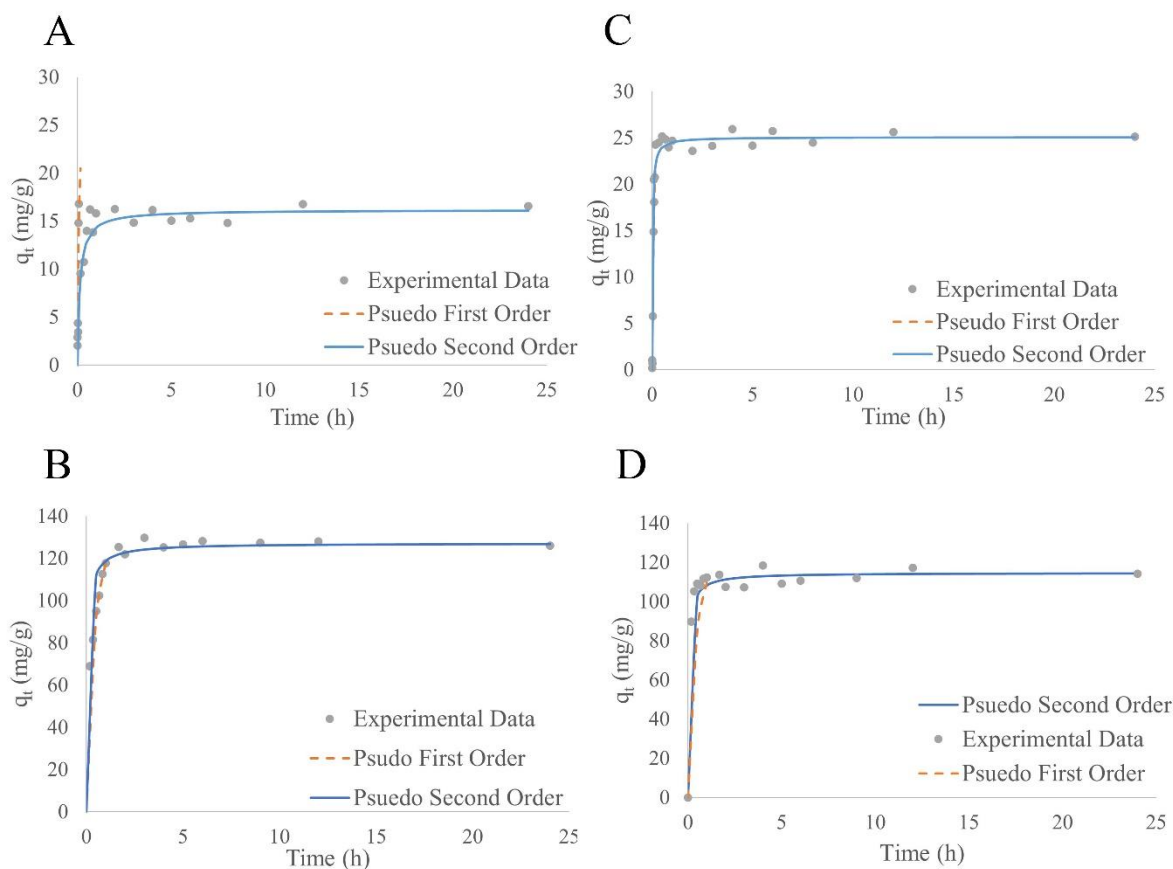 A
30
25
20
15
10
5
0
qt (mg/g)
Experimental Data
Psuedo First Order
Psuedo Second Order
0 5 10 15 20 25
Time (h)
C
30
25
20
15
10
5
0
qt (mg/g)
Experimental Data
Pseudo First Order
Psuedo Second Order
0 5 10 15 20 25
Time (h)
B
140
120
100
80
60
40
20
0
qt (mg/g)
Experimental Data
Psudo First Order
Psuedo Second Order
0 5 10 15 20 25
Time (h)
D
140
120
100
80
60
40
20
0
qt (mg/g)
Psuedo Second Order
Experimental Data
Psuedo First Order
0 5 10 15 20 25
Time (h)